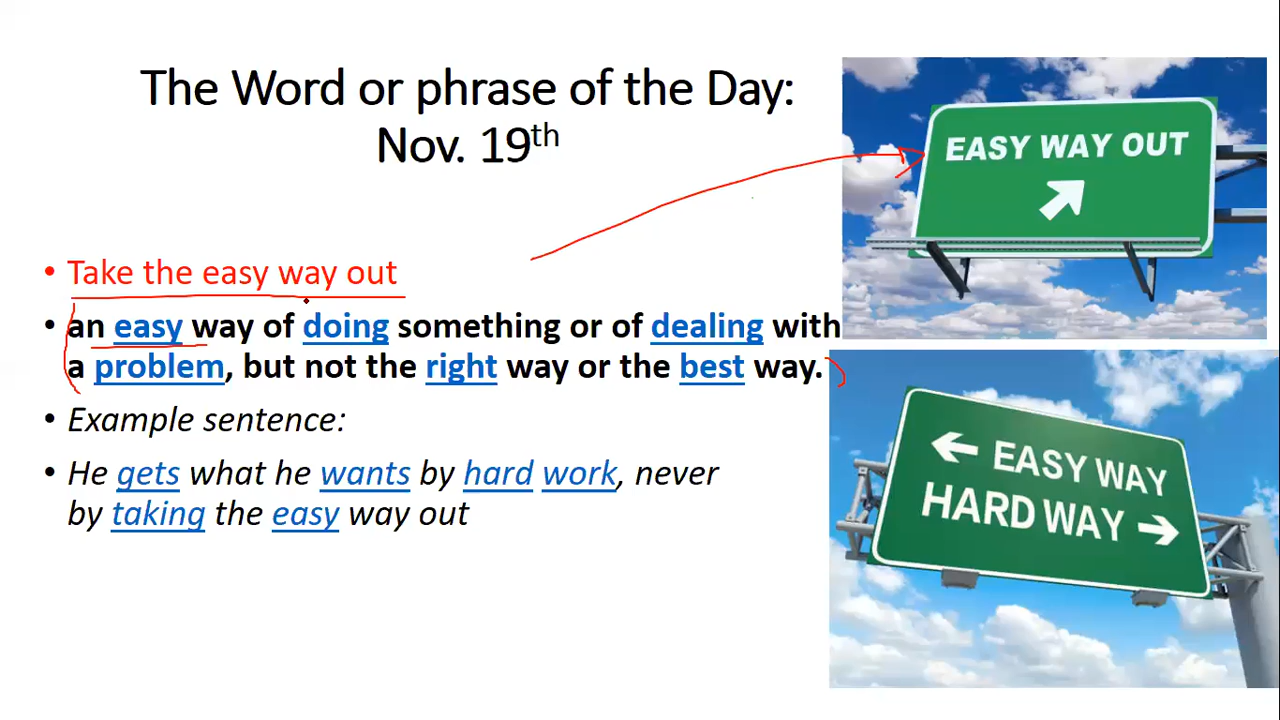 The Word or phrase of the Day:
Nov. 19th
• Take the easy way out
• an easy way of doing something or of dealing with
a problem, but not the right way or the best way.
• Example sentence:
• He gets what he wants by hard work, never
by taking the easy way out
EASY WAY OUT
← EASY WAY
HARD WAY →